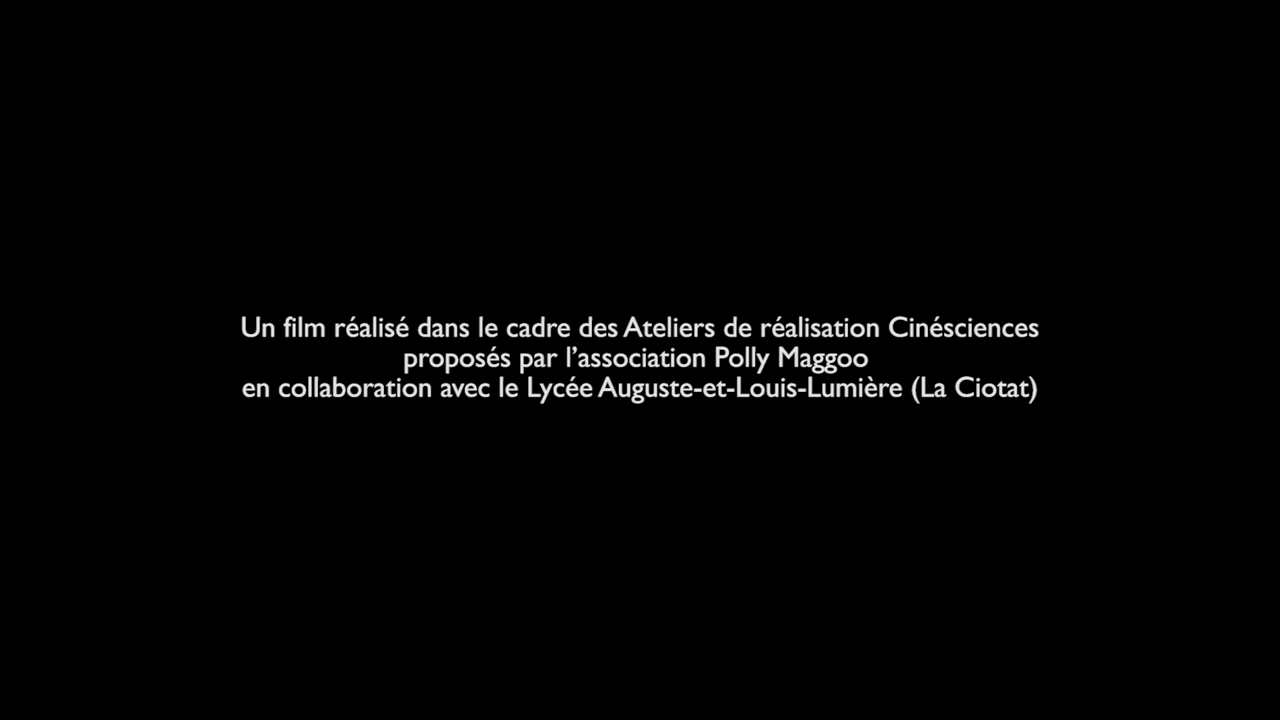 Un film réalisé dans le cadre des Ateliers de réalisation Cinésciences
proposés par l’association Polly Maggoo
en collaboration avec le Lycée Auguste-et-Louis-Lumière (La Ciotat)